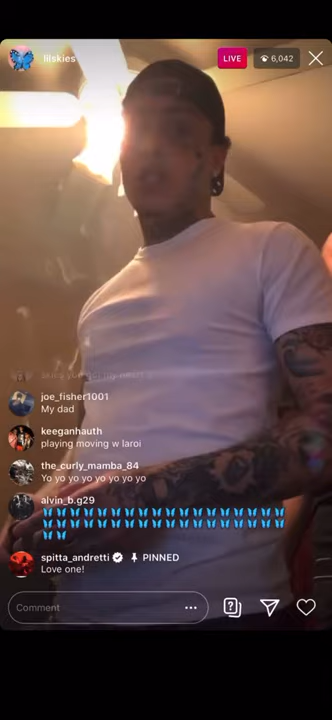 lilskies
LIVE
6,042
joe_fisher1001
My dad
keeganhauth
playing moving w laroi
the_curly_mamba_84
Yo yo yo yo yo yo yo yo
alvin_b.g29
🦋🦋🦋🦋🦋🦋🦋🦋🦋🦋🦋🦋🦋🦋🦋🦋🦋🦋
🦋🦋🦋🦋🦋🦋🦋🦋🦋🦋🦋🦋🦋🦋🦋🦋🦋🦋
🦋🦋
spitta_andretti PINNED
Love one!
Comment